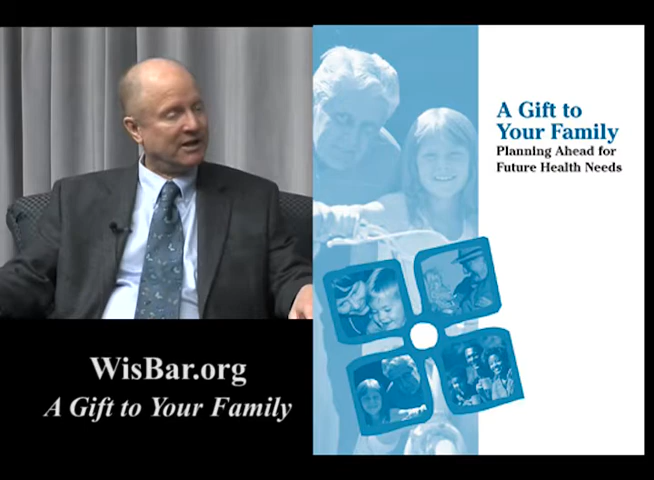 A Gift to
Your Family
Planning Ahead for
Future Health Needs
WisBar.org
A Gift to Your Family